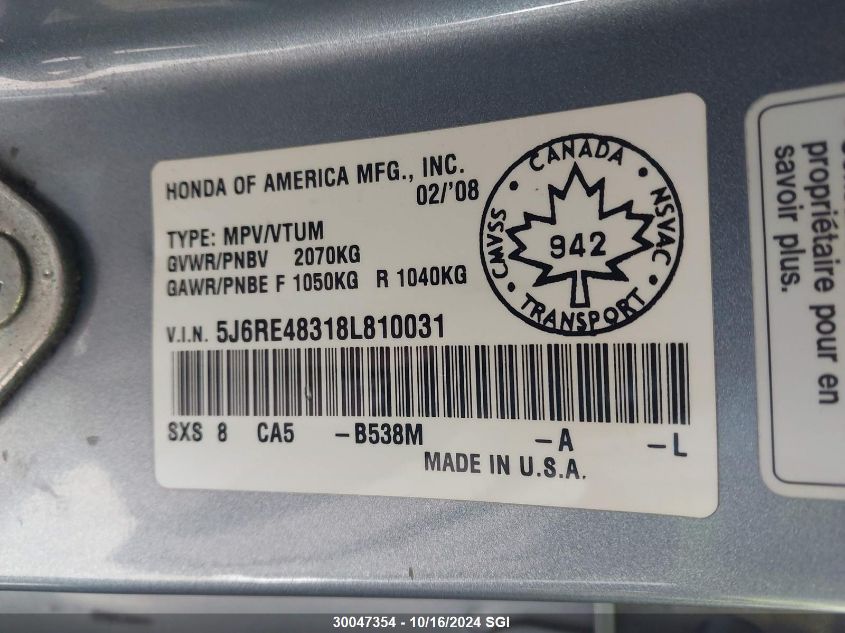 HONDA OF AMERICA MFG., INC.
02/'08
TYPE: MPV/VTUM
GVWR/PNBV 2070KG
GAWR/PNBE F 1050KG R 1040KG
V.I.N. 5J6RE48318L810031
SXS 8 CA5 -B538M -A -L
MADE IN U.S.A.
CANADA
CMVSS
NSVAC
942
TRANSPORT
propriétaire pour en
savoir plus.
30047354 - 10/16/2024 SGI